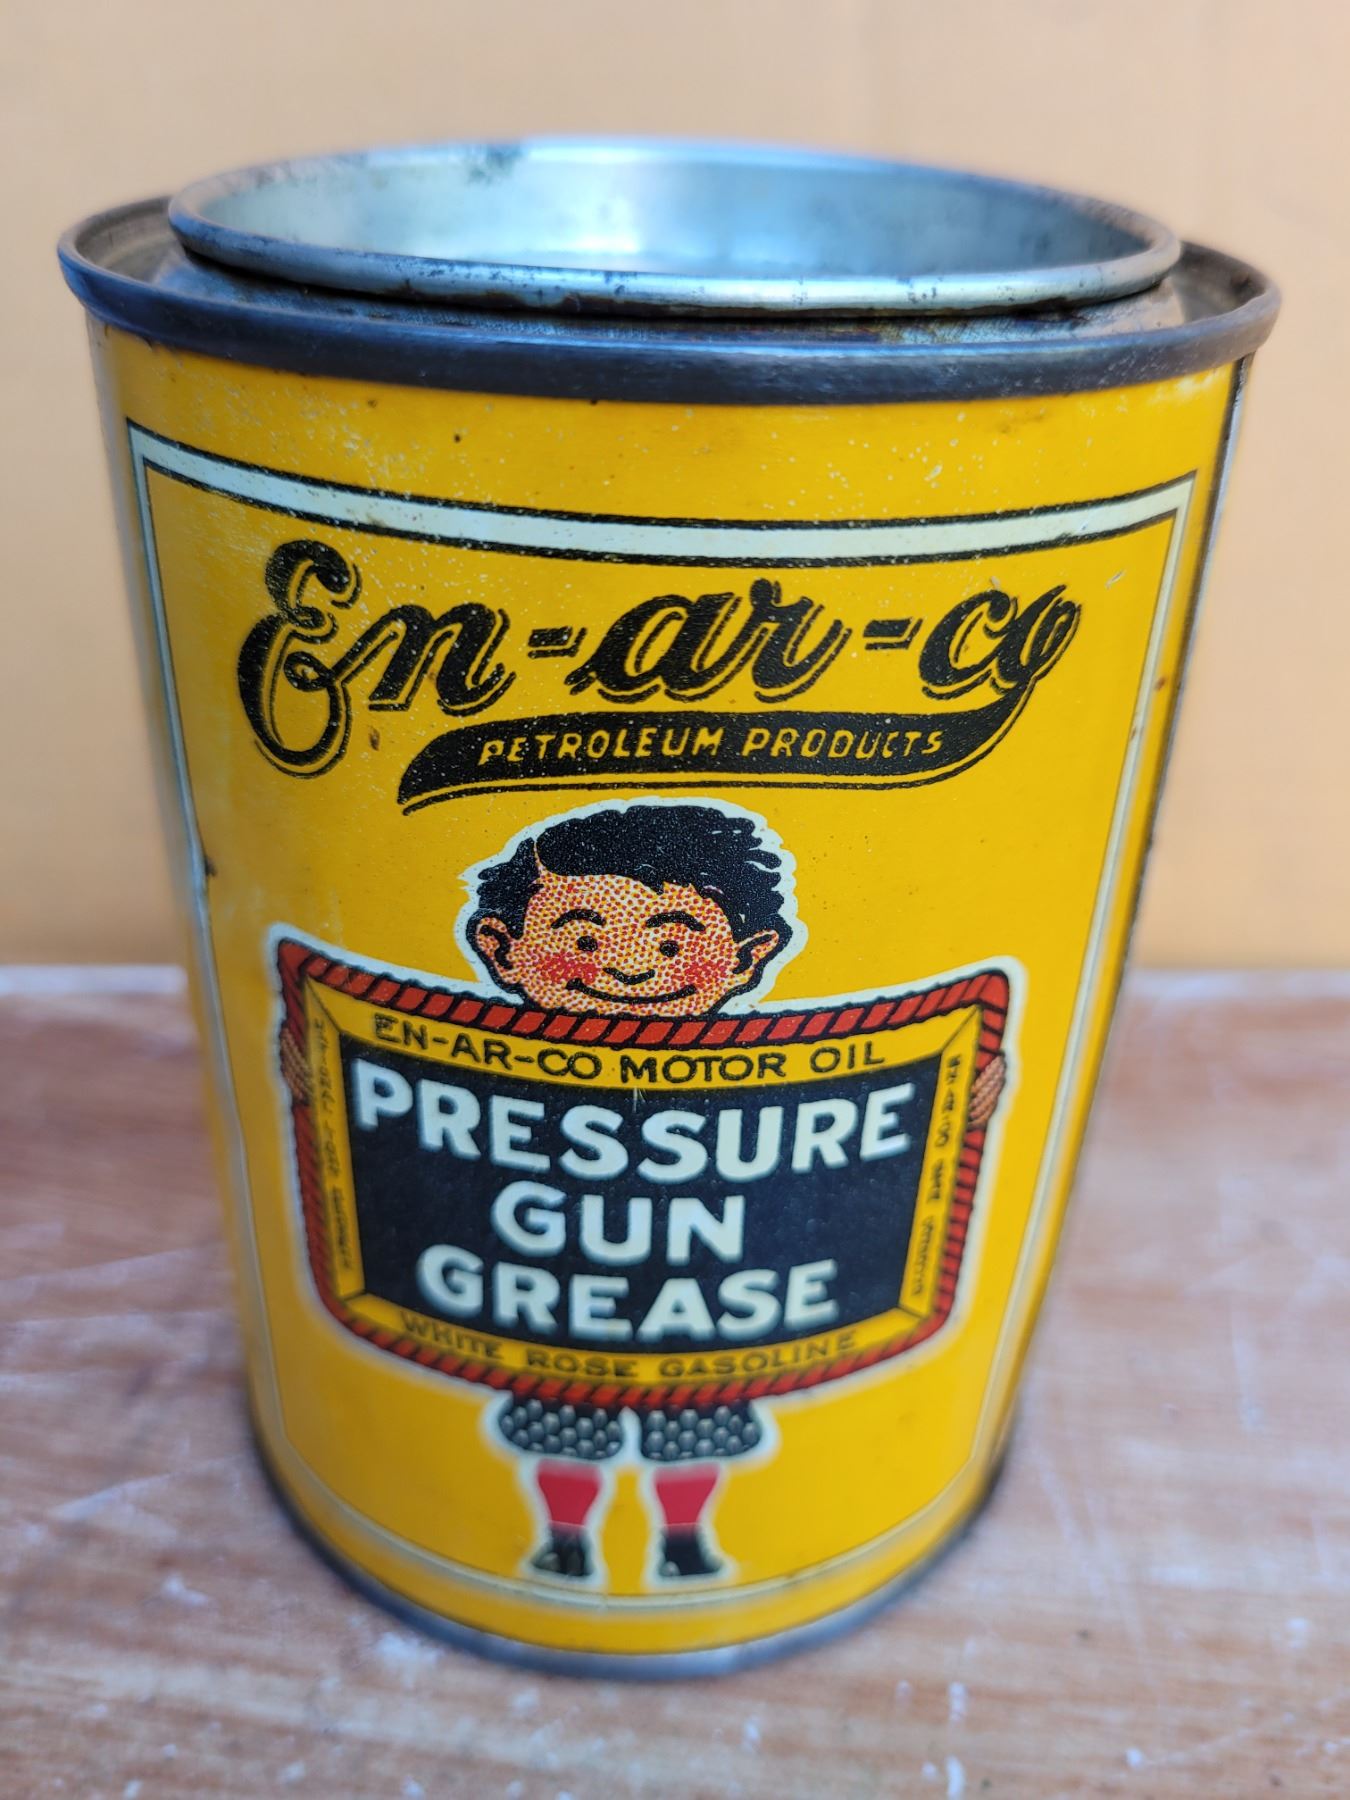 En-ar-co
PETROLEUM PRODUCTS
EN-AR-CO MOTOR OIL
PRESSURE
GUN
GREASE
WHITE ROSE GASOLINE